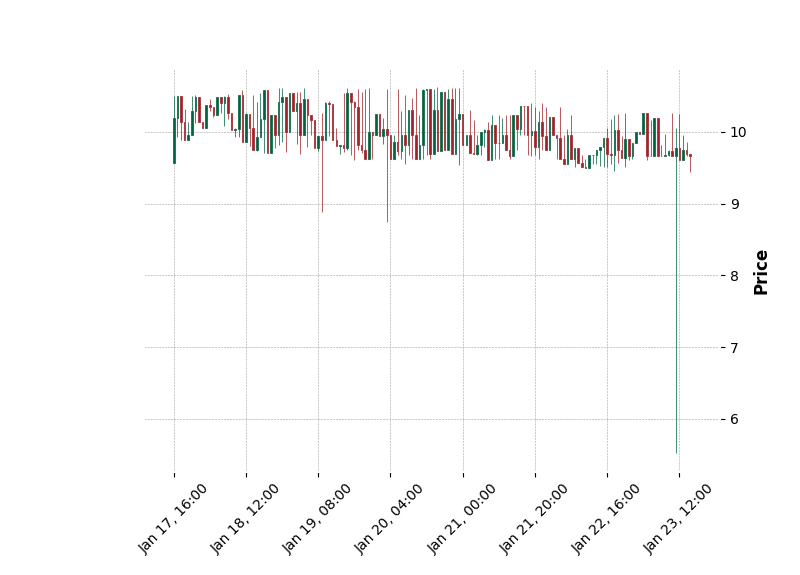 10
9
8
7
6
Price
Jan 17, 16:00
Jan 18, 12:00
Jan 19, 08:00
Jan 20, 04:00
Jan 21, 00:00
Jan 21, 20:00
Jan 22, 16:00
Jan 23, 12:00